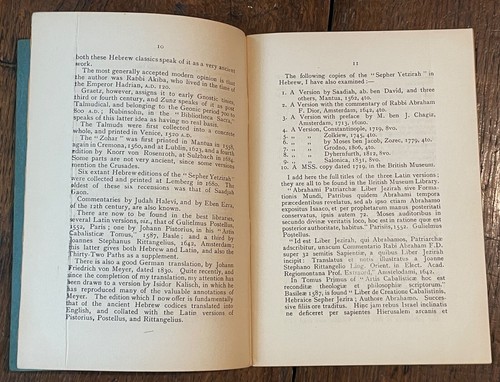 10
both these Hebrew classics speak of it as a very ancient
work.
The most generally accepted modern opinion is that
the author was Rabbi Akiba, who lived in the time of
the Emperor Hadrian, A.D. 120.
Graetz, however, assigns it to early Gnostic times,
third or fourth century, and Zunz speaks of it as post
Talmudical, and belonging to the Geonic period 700
800 A.D.; Rubinsohn, in the "Bibliotheca Sacra,"
speaks of this latter idea as having no real basis.
The Talmuds were first collected into a concrete
whole, and printed in Venice, 1520 A.D.
The "Zohar" was first printed in Mantua in 1558,
again in Cremona, 1560, and at Lublin, 1623, and a fourth
edition by Knorr von Rosenroth, at Sulzbach in 1684.
Some parts are not very ancient, since some versions
mention the Crusades.
Six extant Hebrew editions of the "Sepher Yetzirah"
were collected and printed at Lemberg in 1680. The
oldest of these six recensions was that of Saadjah
Gaon.
Commentaries by Judah Halevi, and by Eben Ezra,
of the 12th century, are also known.
There are now to be found in the best libraries,
several Latin versions, viz., that of Gulielmus Postellus,
1552, Paris; one by Johann Pistorius, in his "Artis
Cabalisticæ Tomus," 1587, Basle; and a third by
Joannes Stephanus Rittangelius, 1642, Amsterdam;
this latter gives both Hebrew and Latin, and also the
Thirty-Two Paths as a supplement.
There is also a good German translation, by Johann
Friedrich von Meyer, dated 1830. Quite recently, and
since the completion of my translation, my attention has
been drawn to a version by Isidor Kalisch, in which he
has reproduced many of the valuable annotations of
Meyer. The edition which I now offer is fundamentally
that of the ancient Hebrew codices translated into
English, and collated with the Latin versions of
Pistorius, Postellus, and Rittangelius.
11
The following copies of the "Sepher Yetzirah" in
Hebrew, I have also examined :—
1. A Version by Saadiah, ab. ben David, and three
others, Mantua, 1562, 4to.
2. A Version with the commentary of Rabbi Abraham
F. Dior, Amsterdam, 1642, 4to.
3. A Version with preface by M. ben J. Chagiz,
Amsterdam, 1713, 16mo.
4. A Version, Constantinople, 1719, 8vo.
5. " " Zolkiew, 1745, 4to.
6. " " by Moses ben Jacob, Zozec, 1779, 4to.
7. " " Grodno, 1806, 4to.
8. " " Dyhernfurth, 1812, 8vo.
9. " " Salonica, 1831, 8vo.
10. A MSS. copy dated 1719, in the British Museum.
I add here the full titles of the three Latin versions;
they are all to be found in the British Museum Library.
"Abrahami Patriarchæ Liber Jezirah sive Forma-
tionis Mundi, Patribus quidem Abrahami tempora
præcedentibus revelatus, sed ab ipso etiam Abrahamo
expositus Isaaco, et per prophetarum manus posteritati
conservatus, ipsis autem 72. Mosis auditoribus in
secundo divinæ veritatis loco, hoc est in ratione quæ est
posterior authoritate, habitus." Parisiis, 1552. Gulielmus
Postellus.
"Id est Liber Jezirah, qui Abrahamo, Patriarchæ
adscribitur, unacum Commentario Rabbi Abraham F.D.
super 32 semitis Sapientiæ, a quibus Liber Jetzirah
incipit: Translatus et notis illustratus a Joanne
Stephano Rittangelio Ling. Orient. in Elect. Acad.
Regiomontana Prof. Extraord," Amstelodami, 1642.
In Tomus Primus of "Artis Cabalisticæ hoc est
reconditæ theologiæ et philosophiæ scriptorum."
Basileæ 1587, is found "Liber de Creatione Cabalistinis,
Hebraice Sepher Jezira; Authore Abrahamo. Succes-
sive filiis ore traditus. Hinc jam rebus Israel inclinatis
ne deficeret per sapientes Hierusalem arcanis et